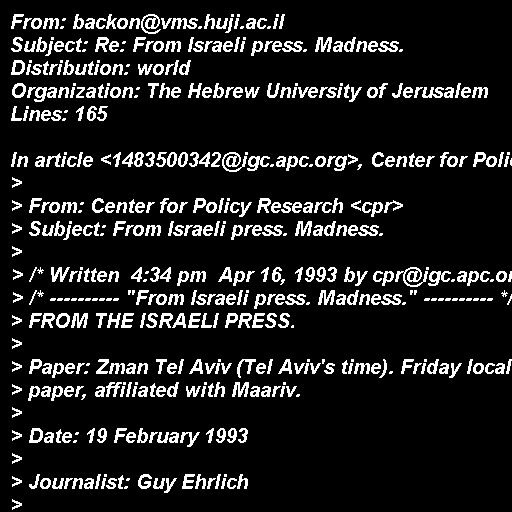 From: backon@vms.huji.ac.il
Subject: Re: From Israeli press. Madness.
Distribution: world
Organization: The Hebrew University of Jerusalem
Lines: 165

In article <1483500342@igc.apc.org>, Center for Poli
>
> From: Center for Policy Research <cpr>
> Subject: From Israeli press. Madness.
>
> /* Written  4:34 pm  Apr 16, 1993 by cpr@igc.apc.or
> /* ---------- "From Israeli press. Madness." ---------- */
> FROM THE ISRAELI PRESS.
>
> Paper: Zman Tel Aviv (Tel Aviv's time). Friday local
> paper, affiliated with Maariv.
>
> Date: 19 February 1993
>
> Journalist: Guy Ehrlich
>